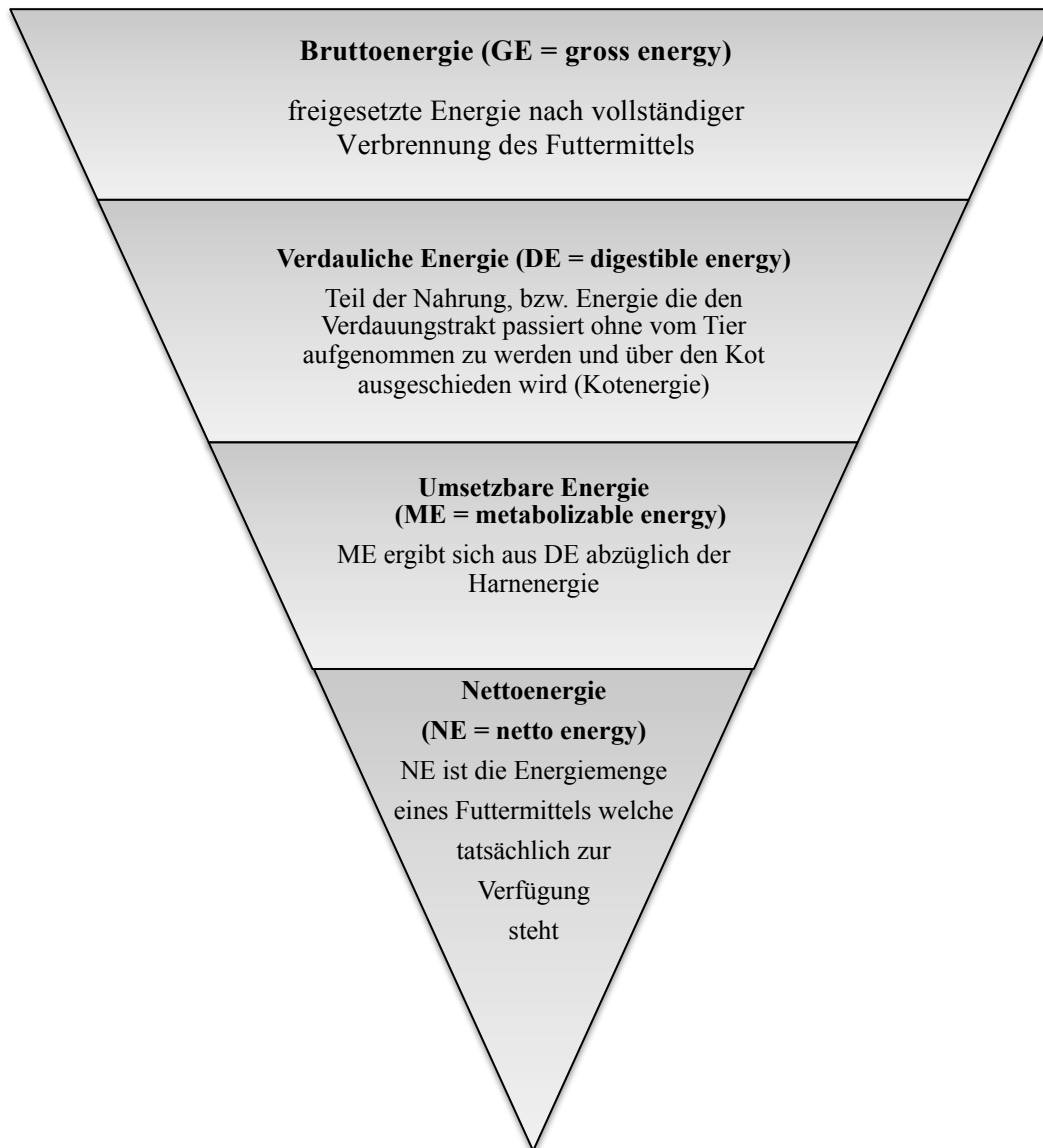 Bruttoenergie (GE = gross energy)
freigesetzte Energie nach vollständiger
Verbrennung des Futtermittels
Verdauliche Energie (DE = digestible energy)
Teil der Nahrung, bzw. Energie die den
Verdauungstrakt passiert ohne vom Tier
aufgenommen zu werden und über den Kot
ausgeschieden wird (Kotenergie)
Umsetzbare Energie
(ME = metabolizable energy)
ME ergibt sich aus DE abzüglich der
Harnenergie
Nettoenergie
(NE = netto energy)
NE ist die Energiemenge
eines Futtermittels welche
tatsächlich zur
Verfügung
steht